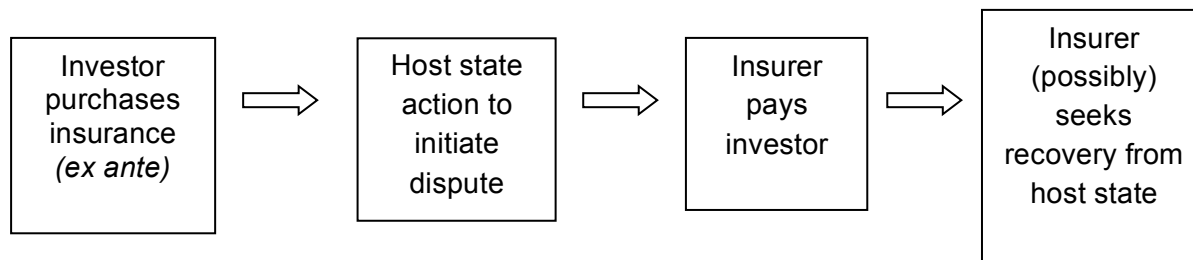 Investor
purchases
insurance
(ex ante)
Host state
action to
initiate
dispute
Insurer
pays
investor
Insurer
(possibly)
seeks
recovery from
host state